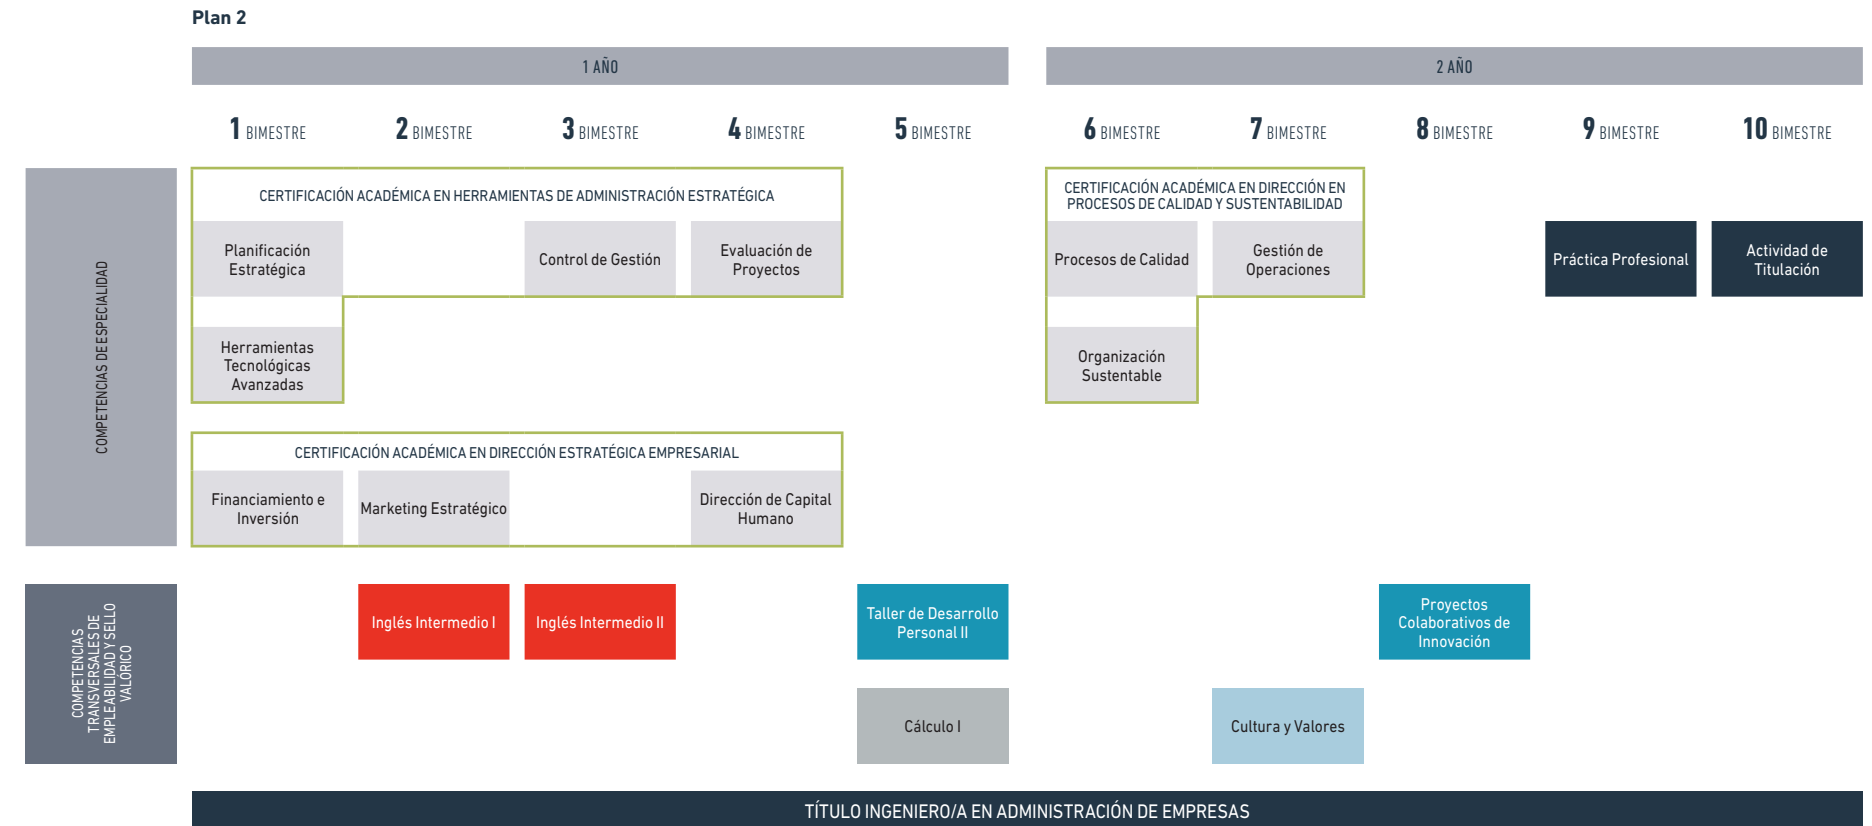 Plan 2
1 AÑO
2 AÑO
1 BIMESTRE
2 BIMESTRE
3 BIMESTRE
4 BIMESTRE
5 BIMESTRE
6 BIMESTRE
7 BIMESTRE
8 BIMESTRE
9 BIMESTRE
10 BIMESTRE
COMPETENCIAS DE ESPECIALIDAD
CERTIFICACIÓN ACADÉMICA EN HERRAMIENTAS DE ADMINISTRACIÓN ESTRATÉGICA
Planificación
Estratégica
Control de Gestión
Evaluación de
Proyectos
Herramientas
Tecnológicas
Avanzadas
CERTIFICACIÓN ACADÉMICA EN DIRECCIÓN EN
PROCESOS DE CALIDAD Y SUSTENTABILIDAD
Procesos de Calidad
Gestión de
Operaciones
Organización
Sustentable
Práctica Profesional
Actividad de
Titulación
CERTIFICACIÓN ACADÉMICA EN DIRECCIÓN ESTRATÉGICA EMPRESARIAL
Financiamiento e
Inversión
Marketing Estratégico
Dirección de Capital
Humano
COMPETENCIAS
TRANSVERSALES DE
EMPLEABILIDAD Y SELLO
VALÓRICO
Inglés Intermedio I
Inglés Intermedio II
Taller de Desarrollo
Personal II
Proyectos
Colaborativos de
Innovación
Cálculo I
Cultura y Valores
TÍTULO INGENIERO/A EN ADMINISTRACIÓN DE EMPRESAS